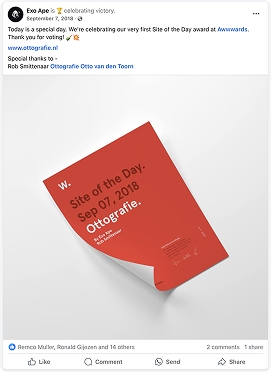 Exo Ape is 🏆 celebrating victory.
September 7, 2018 ·
Today is a special day. We're celebrating our very first Site of the Day award at Awwwards.
Thank you for voting! 🍾💥
www.ottografie.nl
Special thanks to -
Rob Smittenaar Ottografie Otto van den Toorn
W.
Site of the Day.
Sep 07, 2018
Ottografie.
By Exo Ape
Rob Smittenaar
Remco Muller, Ronald Gijezen and 14 others
2 comments 1 share
Like Comment Send Share